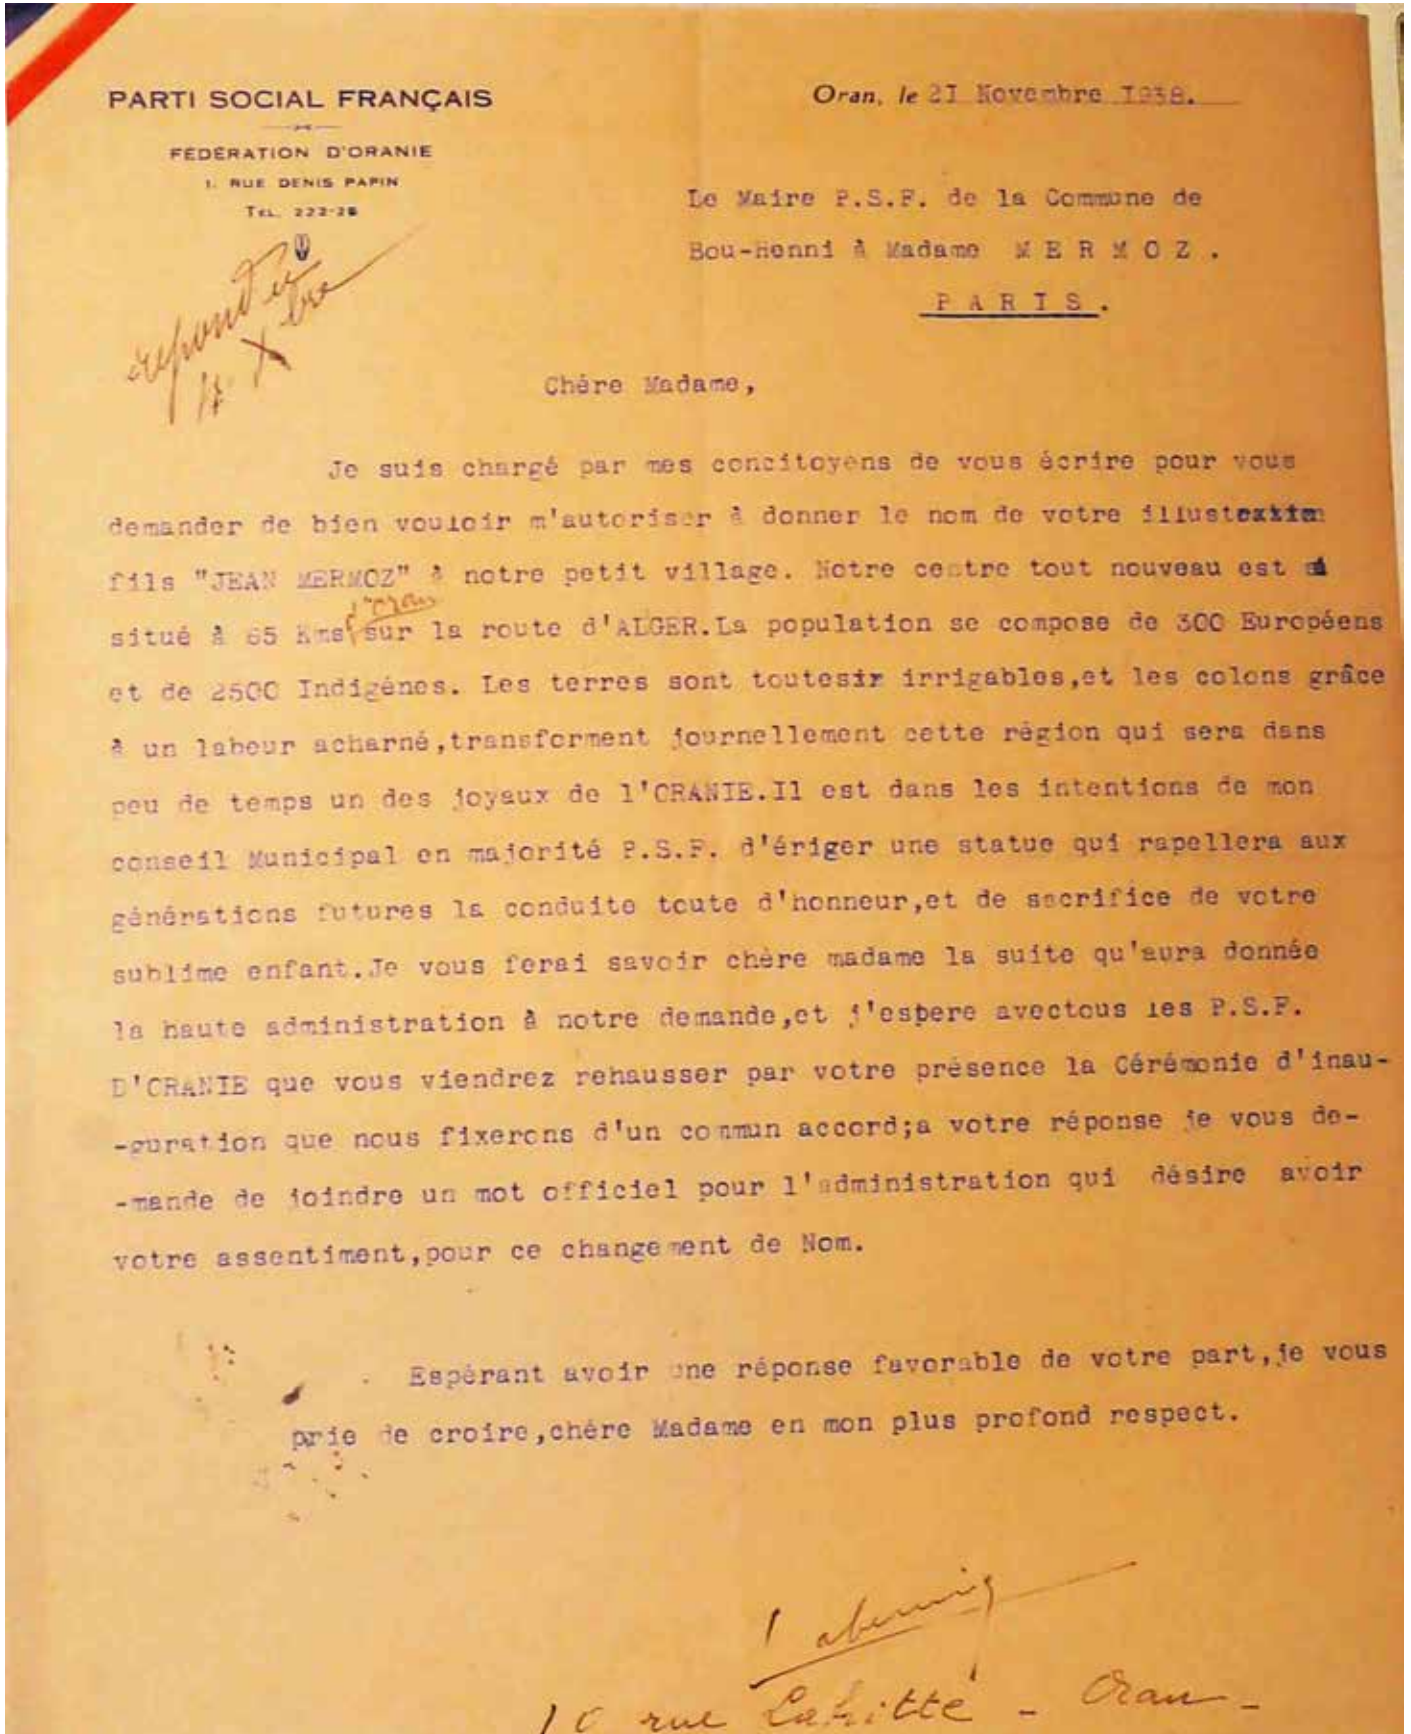 PARTI SOCIAL FRANÇAIS
FÉDÉRATION D'ORANIE
1. RUE DENIS PAPIN
TEL. 222-28
Oran, le 21 Novembre 1938.
Le Maire P.S.F. de la Commune de
Bou-Henni à Madame M E R M O Z .
P A R I S .
répondu
17 Xbre
Chère Madame,
Je suis chargé par mes concitoyens de vous écrire pour vous
demander de bien vouloir m'autoriser à donner le nom de votre illust
fils "JEAN MERMOZ" à notre petit village. Notre centre tout nouveau est
d'Oran
situé à 65 Kms sur la route d'ALGER.La population se compose de 300 Européens
et de 2500 Indigènes. Les terres sont toutesir irrigables,et les colons grâce
à un labeur acharné,transforment journellement cette région qui sera dans
peu de temps un des joyaux de l'ORANIE.Il est dans les intentions de mon
conseil Municipal en majorité P.S.F. d'ériger une statue qui rapellera aux
générations futures la conduite toute d'honneur,et de sacrifice de votre
sublime enfant.Je vous ferai savoir chère madame la suite qu'aura donnée
la haute administration à notre demande,et j'espere avectous les P.S.F.
D'ORANIE que vous viendrez rehausser par votre présence la Cérémonie d'inau-
-guration que nous fixerons d'un commun accord;a votre réponse je vous de-
-mande de joindre un mot officiel pour l'administration qui désire avoir
votre assentiment,pour ce changement de Nom.
Espérant avoir une réponse favorable de votre part,je vous
prie de croire,chère Madame en mon plus profond respect.
10 rue Lahitte - Oran -